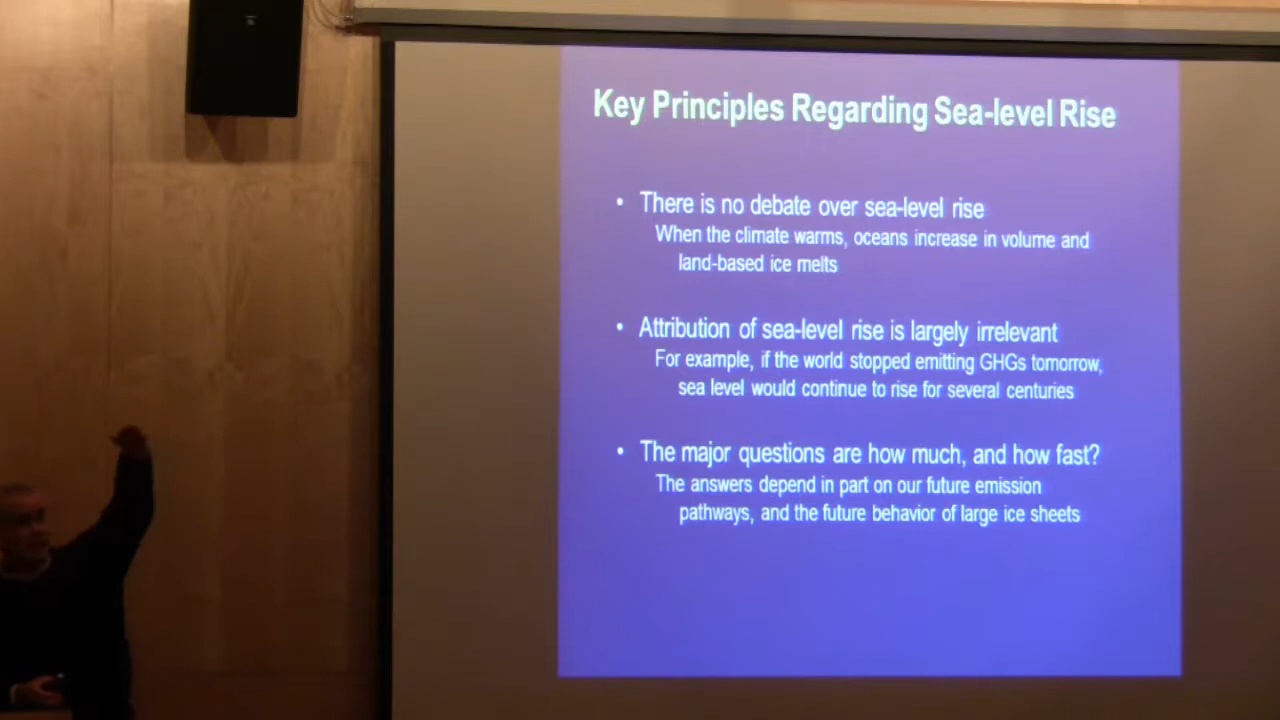 Key Principles Regarding Sea-level Rise
• There is no debate over sea-level rise
When the climate warms, oceans increase in volume and
land-based ice melts
• Attribution of sea-level rise is largely irrelevant
For example, if the world stopped emitting GHGs tomorrow,
sea level would continue to rise for several centuries
• The major questions are how much, and how fast?
The answers depend in part on our future emission
pathways, and the future behavior of large ice sheets